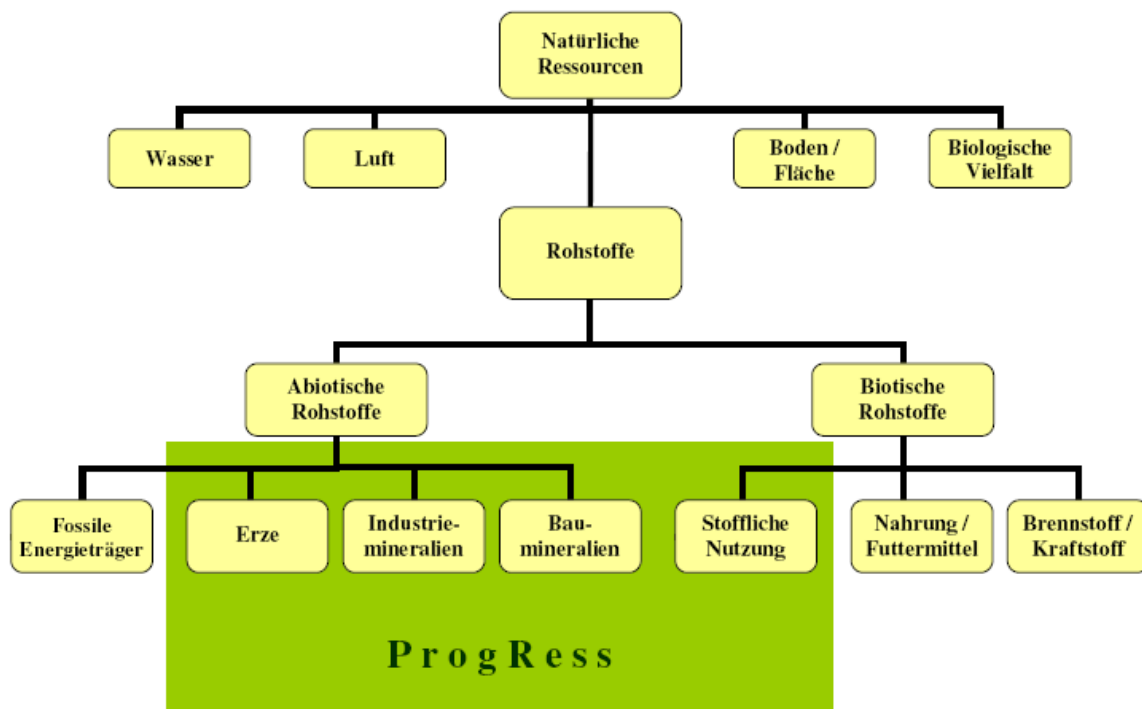 Natürliche
Ressourcen
Wasser
Luft
Boden /
Fläche
Biologische
Vielfalt
Rohstoffe
Abiotische
Rohstoffe
Biotische
Rohstoffe
Fossile
Energieträger
Erze
Industrie-
mineralien
Bau-
mineralien
Stoffliche
Nutzung
Nahrung /
Futtermittel
Brennstoff /
Kraftstoff
ProgRess